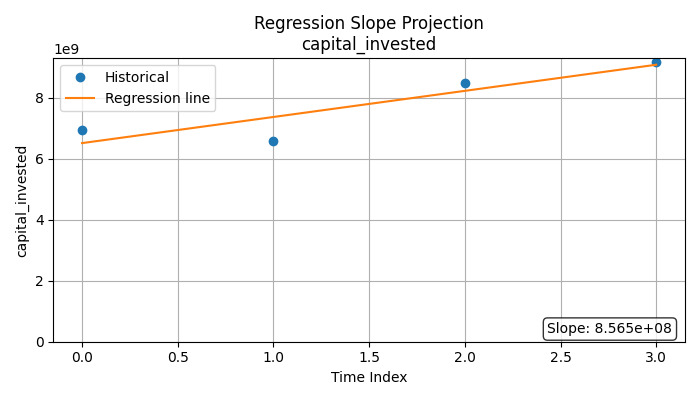 Regression Slope Projection
capital_invested
1e9
Historical
Regression line
8
6
4
2
0
capital_invested
Slope: 8.565e+08
0.0 0.5 1.0 1.5 2.0 2.5 3.0
Time Index